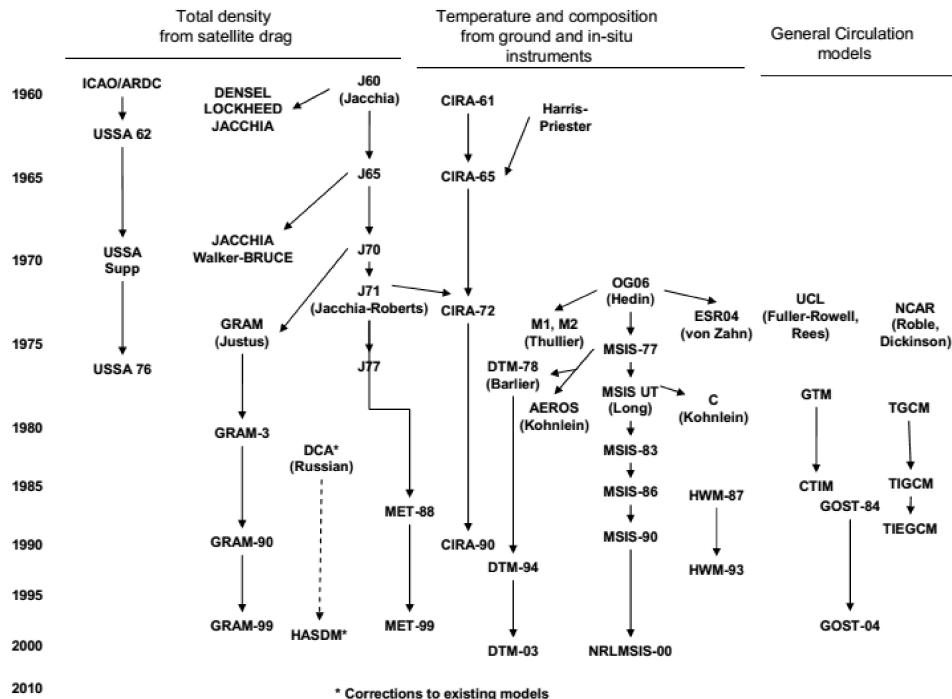 Total density
from satellite drag
Temperature and composition
from ground and in-situ
instruments
General Circulation
models
1960
1965
1970
1975
1980
1985
1990
1995
2000
2010
ICAO/ARDC
USSA 62
USSA
Supp
USSA 76
DENSEL
LOCKHEED
JACCHIA
J60
(Jacchia)
J65
JACCHIA
Walker-BRUCE
J70
J71
(Jacchia-Roberts)
GRAM
(Justus)
J77
GRAM-3
DCA*
(Russian)
MET-88
GRAM-90
GRAM-99
HASDM*
MET-99
CIRA-61
Harris-
Priester
CIRA-65
CIRA-72
CIRA-90
OG06
(Hedin)
M1, M2
(Thullier)
ESR04
(von Zahn)
MSIS-77
DTM-78
(Barlier)
AEROS
(Kohnlein)
MSIS UT
(Long)
C
(Kohnlein)
MSIS-83
MSIS-86
HWM-87
MSIS-90
DTM-94
HWM-93
DTM-03
NRLMSIS-00
UCL
(Fuller-Rowell,
Rees)
NCAR
(Roble,
Dickinson)
GTM
TGCM
CTIM
TIGCM
GOST-84
TIEGCM
GOST-04
* Corrections to existing models